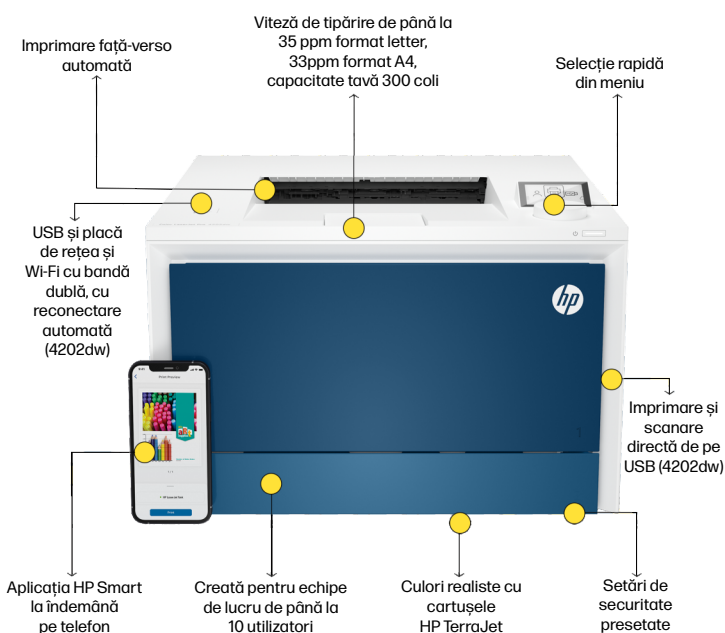 Viteză de tipărire de până la
35 ppm format letter,
33ppm format A4,
capacitate tavă 300 coli
Imprimare față-verso
automată
Selecție rapidă
din meniu
USB și placă
de rețea și
Wi-Fi cu bandă
dublă, cu
reconectare
automată
(4202dw)
hp
Print Preview
Print
Imprimare și
scanare
directă de pe
USB (4202dw)
Aplicația HP Smart
la îndemână
pe telefon
Creată pentru echipe
de lucru de până la
10 utilizatori
Culori realiste cu
cartușele
HP TerraJet
Setări de
securitate
presetate